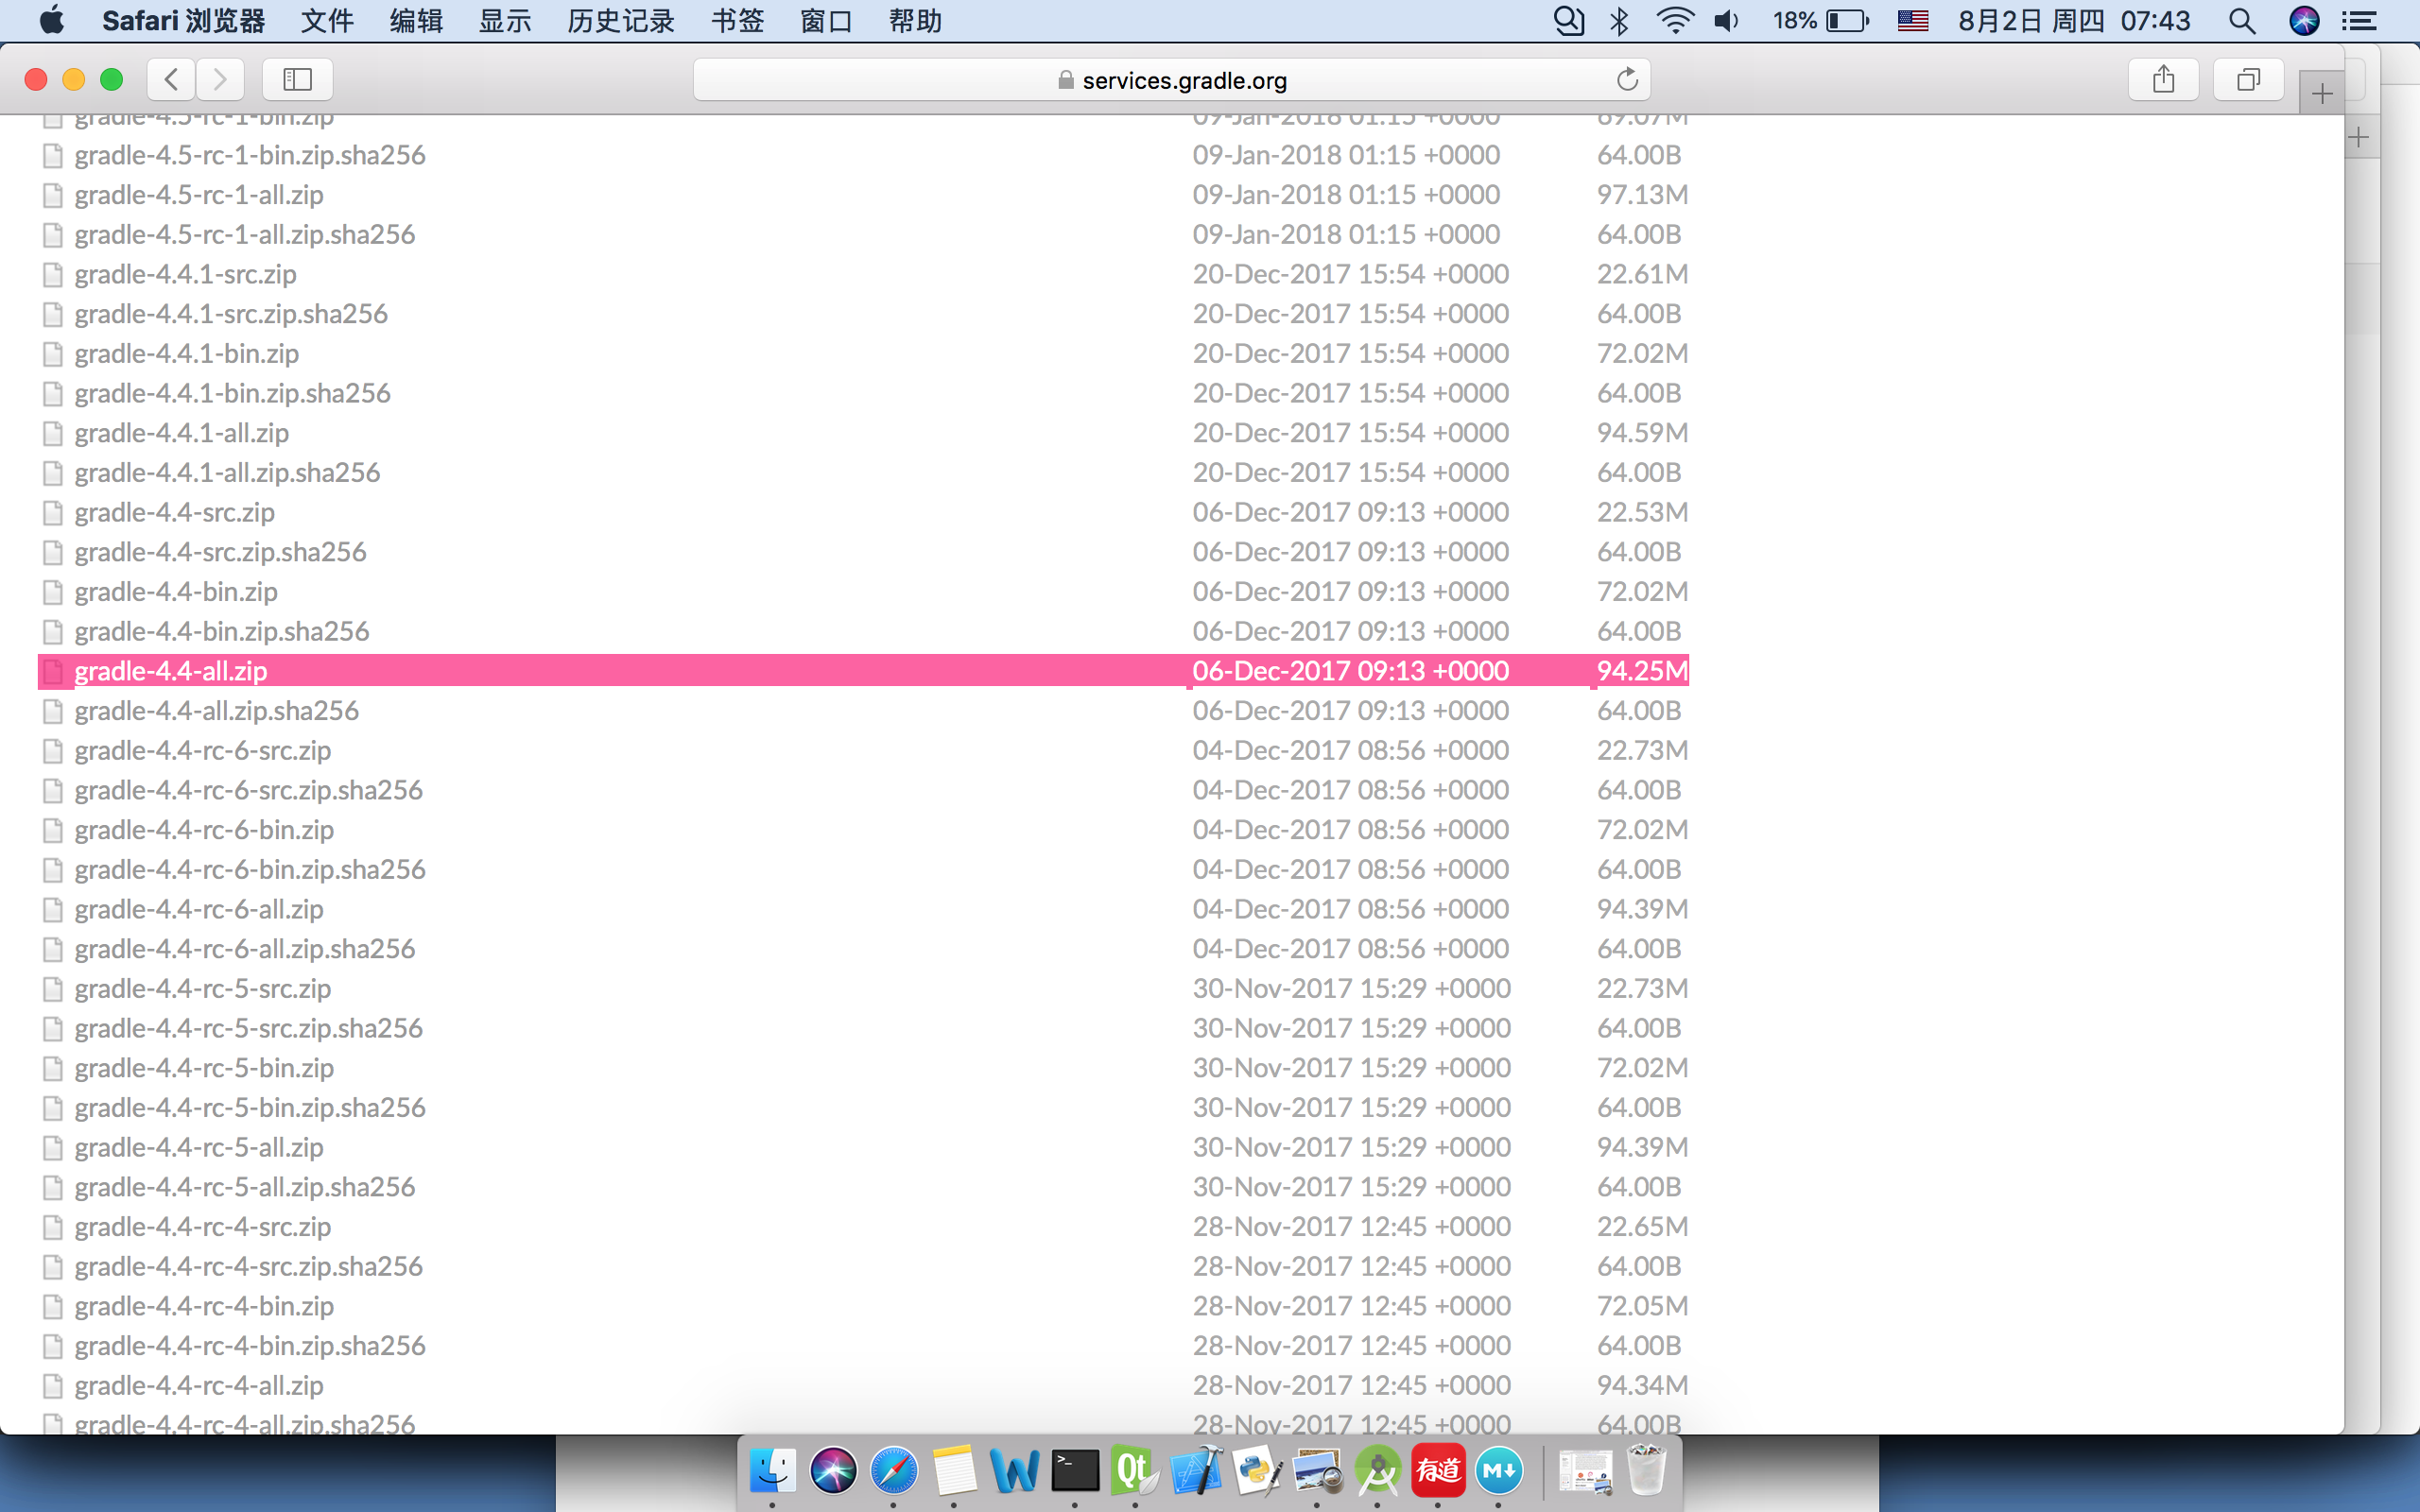 Safari 浏览器 文件 编辑 显示 历史记录 书签 窗口 帮助 18% 8月2日 周四 07:43
services.gradle.org
gradle-4.5-rc-1-bin.zip 09-Jan-2018 01:15 +0000 69.07M
gradle-4.5-rc-1-bin.zip.sha256 09-Jan-2018 01:15 +0000 64.00B
gradle-4.5-rc-1-all.zip 09-Jan-2018 01:15 +0000 97.13M
gradle-4.5-rc-1-all.zip.sha256 09-Jan-2018 01:15 +0000 64.00B
gradle-4.4.1-src.zip 20-Dec-2017 15:54 +0000 22.61M
gradle-4.4.1-src.zip.sha256 20-Dec-2017 15:54 +0000 64.00B
gradle-4.4.1-bin.zip 20-Dec-2017 15:54 +0000 72.02M
gradle-4.4.1-bin.zip.sha256 20-Dec-2017 15:54 +0000 64.00B
gradle-4.4.1-all.zip 20-Dec-2017 15:54 +0000 94.59M
gradle-4.4.1-all.zip.sha256 20-Dec-2017 15:54 +0000 64.00B
gradle-4.4-src.zip 06-Dec-2017 09:13 +0000 22.53M
gradle-4.4-src.zip.sha256 06-Dec-2017 09:13 +0000 64.00B
gradle-4.4-bin.zip 06-Dec-2017 09:13 +0000 72.02M
gradle-4.4-bin.zip.sha256 06-Dec-2017 09:13 +0000 64.00B
gradle-4.4-all.zip 06-Dec-2017 09:13 +0000 94.25M
gradle-4.4-all.zip.sha256 06-Dec-2017 09:13 +0000 64.00B
gradle-4.4-rc-6-src.zip 04-Dec-2017 08:56 +0000 22.73M
gradle-4.4-rc-6-src.zip.sha256 04-Dec-2017 08:56 +0000 64.00B
gradle-4.4-rc-6-bin.zip 04-Dec-2017 08:56 +0000 72.02M
gradle-4.4-rc-6-bin.zip.sha256 04-Dec-2017 08:56 +0000 64.00B
gradle-4.4-rc-6-all.zip 04-Dec-2017 08:56 +0000 94.39M
gradle-4.4-rc-6-all.zip.sha256 04-Dec-2017 08:56 +0000 64.00B
gradle-4.4-rc-5-src.zip 30-Nov-2017 15:29 +0000 22.73M
gradle-4.4-rc-5-src.zip.sha256 30-Nov-2017 15:29 +0000 64.00B
gradle-4.4-rc-5-bin.zip 30-Nov-2017 15:29 +0000 72.02M
gradle-4.4-rc-5-bin.zip.sha256 30-Nov-2017 15:29 +0000 64.00B
gradle-4.4-rc-5-all.zip 30-Nov-2017 15:29 +0000 94.39M
gradle-4.4-rc-5-all.zip.sha256 30-Nov-2017 15:29 +0000 64.00B
gradle-4.4-rc-4-src.zip 28-Nov-2017 12:45 +0000 22.65M
gradle-4.4-rc-4-src.zip.sha256 28-Nov-2017 12:45 +0000 64.00B
gradle-4.4-rc-4-bin.zip 28-Nov-2017 12:45 +0000 72.05M
gradle-4.4-rc-4-bin.zip.sha256 28-Nov-2017 12:45 +0000 64.00B
gradle-4.4-rc-4-all.zip 28-Nov-2017 12:45 +0000 94.34M
gradle-4.4-rc-4-all.zip.sha256 28-Nov-2017 12:45 +0000 64.00B
W >_ Qt 有道 M↓